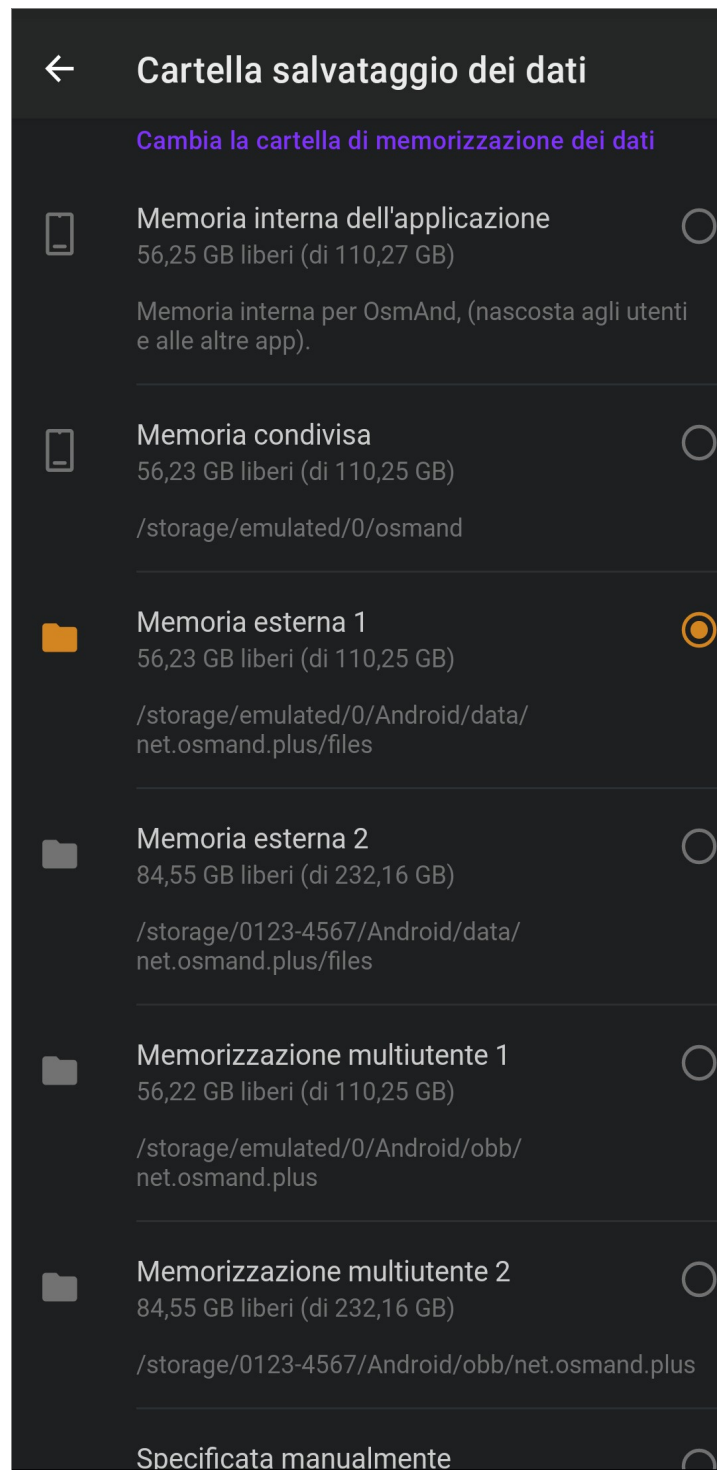 Cartella salvataggio dei dati
Cambia la cartella di memorizzazione dei dati
Memoria interna dell'applicazione
56,25 GB liberi (di 110,27 GB)
Memoria interna per OsmAnd, (nascosta agli utenti
e alle altre app).
Memoria condivisa
56,23 GB liberi (di 110,25 GB)
/storage/emulated/0/osmand
Memoria esterna 1
56,23 GB liberi (di 110,25 GB)
/storage/emulated/0/Android/data/
net.osmand.plus/files
Memoria esterna 2
84,55 GB liberi (di 232,16 GB)
/storage/0123-4567/Android/data/
net.osmand.plus/files
Memorizzazione multiutente 1
56,22 GB liberi (di 110,25 GB)
/storage/emulated/0/Android/obb/
net.osmand.plus
Memorizzazione multiutente 2
84,55 GB liberi (di 232,16 GB)
/storage/0123-4567/Android/obb/net.osmand.plus
Specificata manualmente